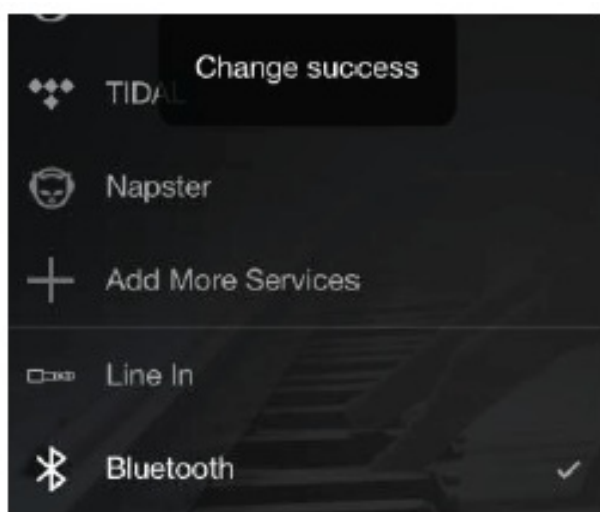 Change success
TIDAL
Napster
Add More Services
Line In
Bluetooth